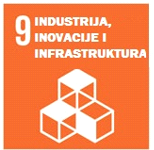 9 INDUSTRIJA,
INOVACIJE I
INFRASTRUKTURA